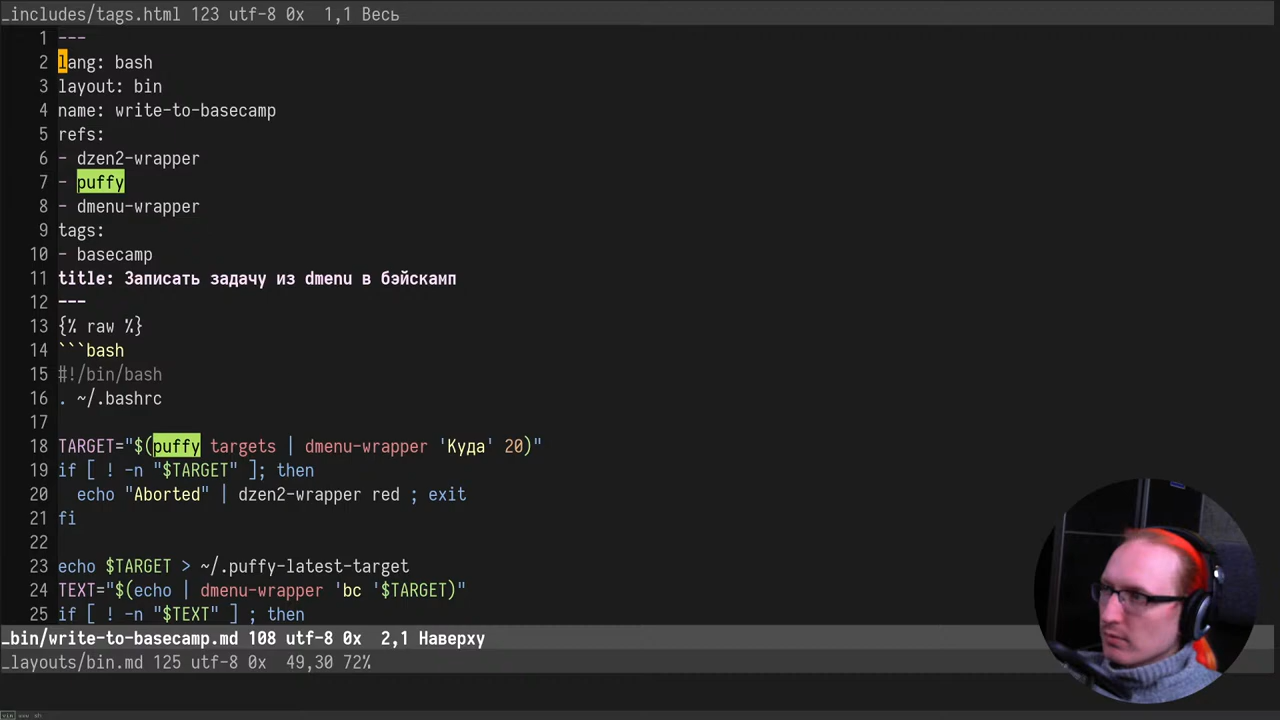 _includes/tags.html 123 utf-8 0x 1,1 Весь
1 ---
2 lang: bash
3 layout: bin
4 name: write-to-basecamp
5 refs:
6 - dzen2-wrapper
7 - puffy
8 - dmenu-wrapper
9 tags:
10 - basecamp
11 title: Записать задачу из dmenu в бэйскамп
12 ---
13 {% raw %}
14 ```bash
15 #!/bin/bash
16 . ~/.bashrc
17
18 TARGET="$(puffy targets | dmenu-wrapper 'Куда' 20)"
19 if [ ! -n "$TARGET" ]; then
20 echo "Aborted" | dzen2-wrapper red ; exit
21 fi
22
23 echo $TARGET > ~/.puffy-latest-target
24 TEXT="$(echo | dmenu-wrapper 'bc '$TARGET)"
25 if [ ! -n "$TEXT" ] ; then
_bin/write-to-basecamp.md 108 utf-8 0x 2,1 Наверху
_layouts/bin.md 125 utf-8 0x 49,30 72%